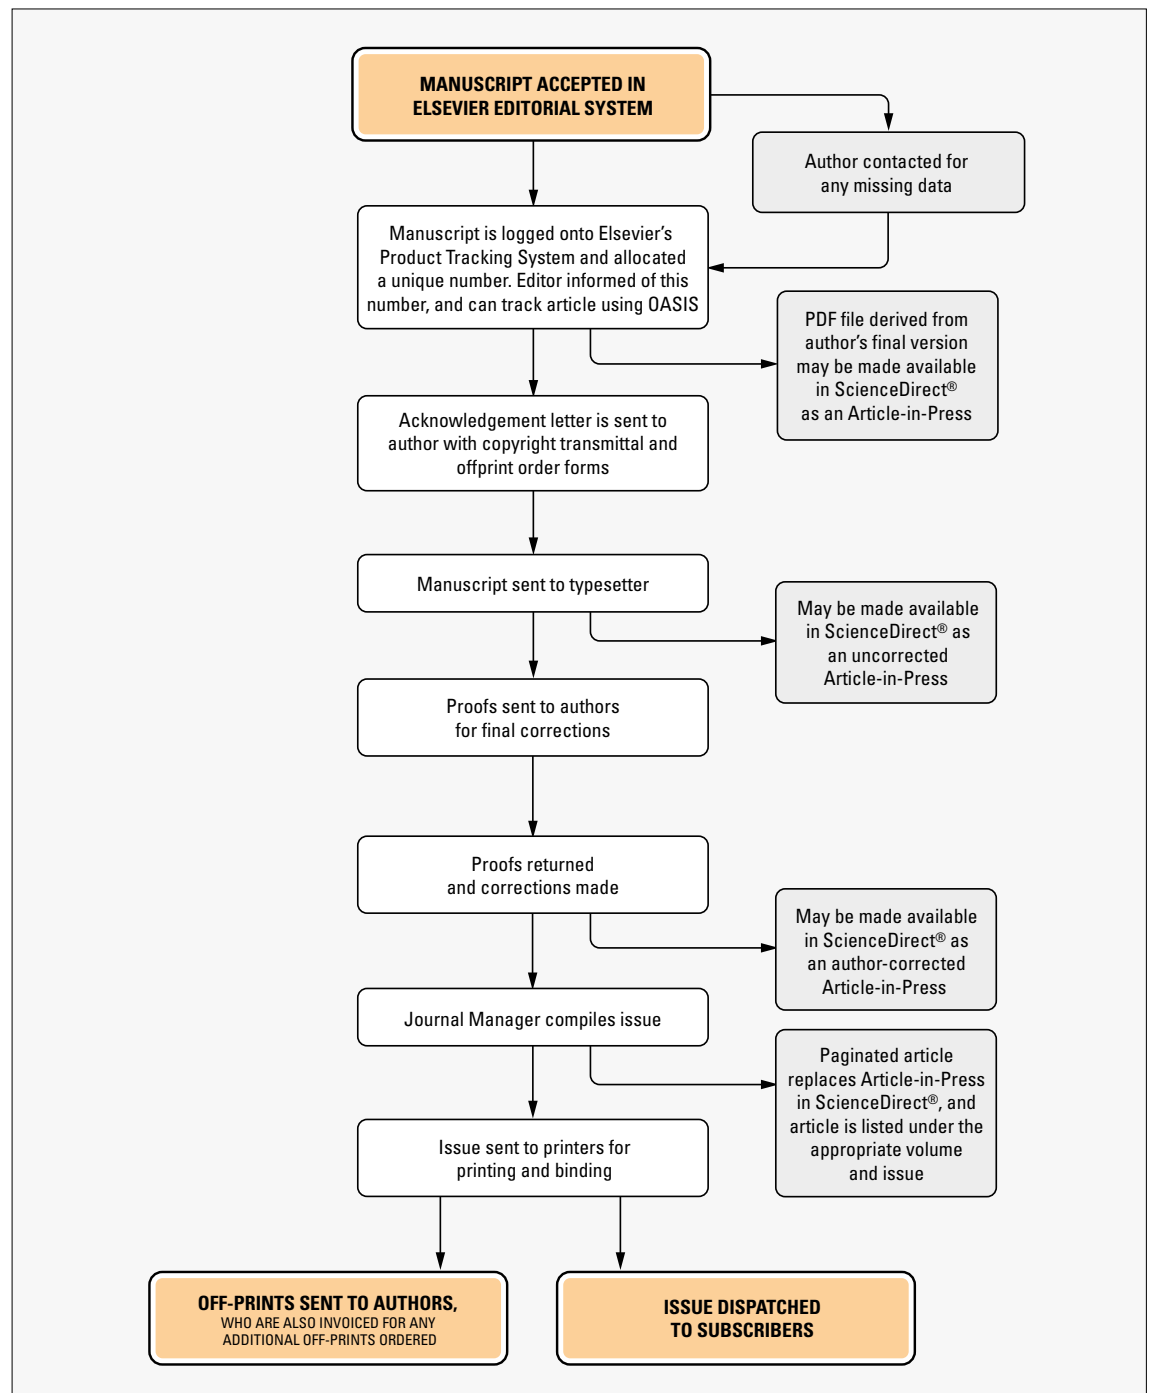 MANUSCRIPT ACCEPTED IN
ELSEVIER EDITORIAL SYSTEM
Author contacted for
any missing data
Manuscript is logged onto Elsevier’s
Product Tracking System and allocated
a unique number. Editor informed of this
number, and can track article using OASIS
PDF file derived from
author’s final version
may be made available
in ScienceDirect®
as an Article-in-Press
Acknowledgement letter is sent to
author with copyright transmittal and
offprint order forms
Manuscript sent to typesetter
May be made available
in ScienceDirect® as
an uncorrected
Article-in-Press
Proofs sent to authors
for final corrections
Proofs returned
and corrections made
May be made available
in ScienceDirect® as
an author-corrected
Article-in-Press
Journal Manager compiles issue
Paginated article
replaces Article-in-Press
in ScienceDirect®, and
article is listed under the
appropriate volume
and issue
Issue sent to printers for
printing and binding
OFF-PRINTS SENT TO AUTHORS,
WHO ARE ALSO INVOICED FOR ANY
ADDITIONAL OFF-PRINTS ORDERED
ISSUE DISPATCHED
TO SUBSCRIBERS